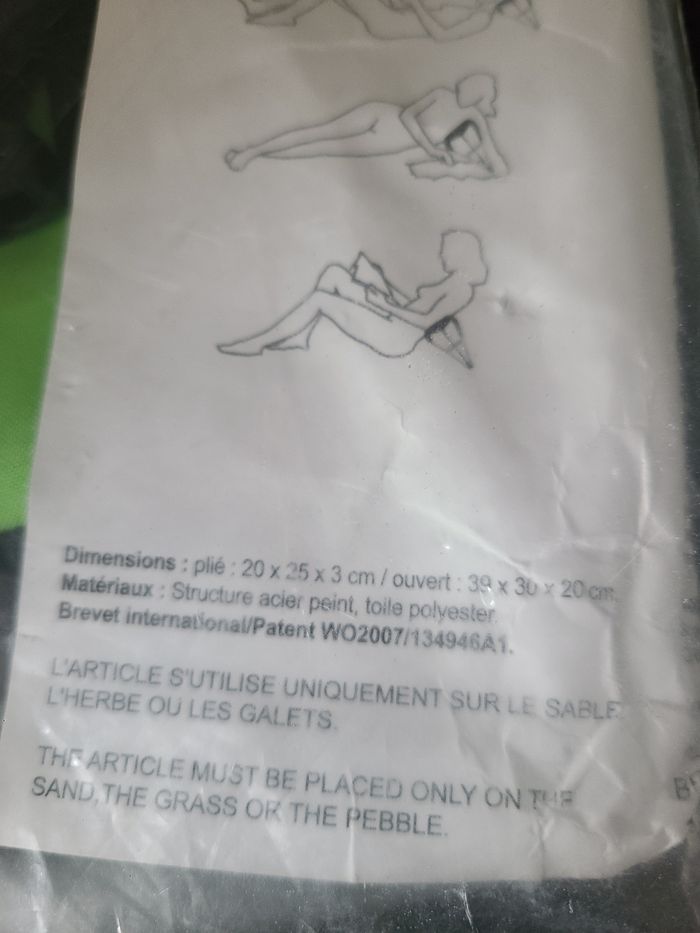 Dimensions : plié : 20 x 25 x 3 cm / ouvert : 39 x 30 x 20 cm.
Matériaux : Structure acier peint, toile polyester.
Brevet international/Patent WO2007/134946A1.
L'ARTICLE S'UTILISE UNIQUEMENT SUR LE SABLE
L'HERBE OU LES GALETS.
THE ARTICLE MUST BE PLACED ONLY ON THE
SAND,THE GRASS OR THE PEBBLE.